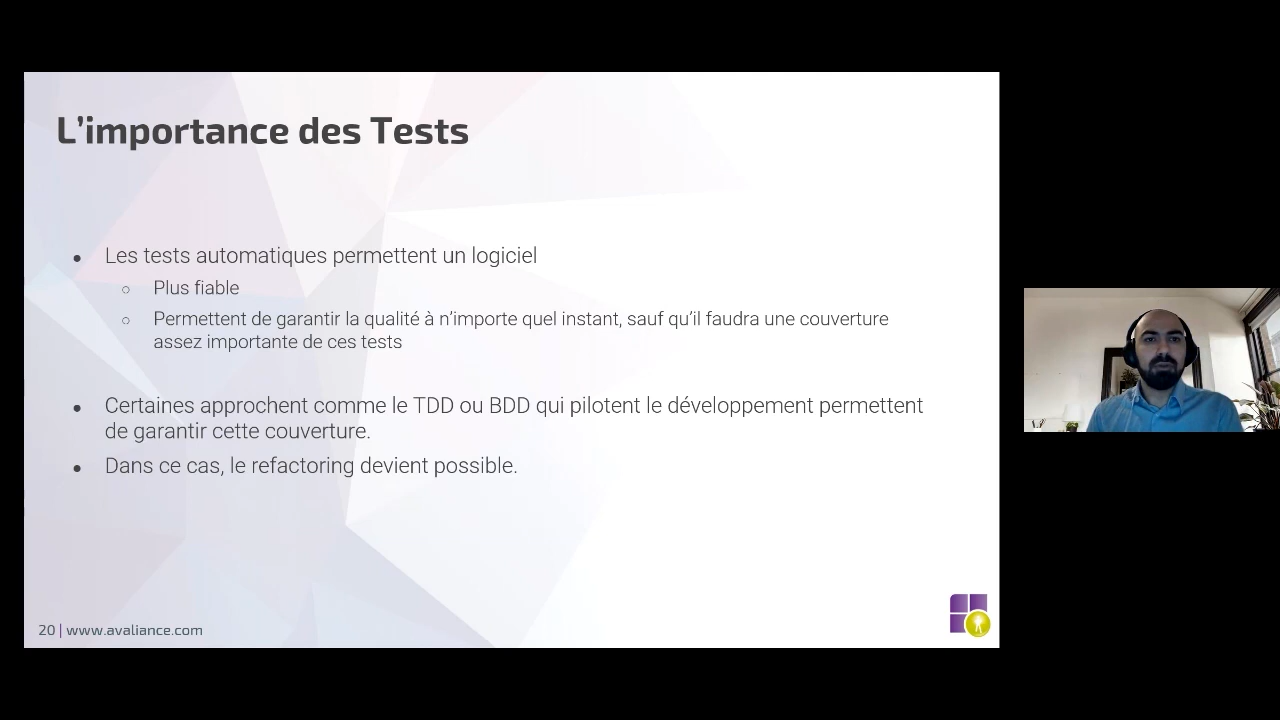 L'importance des Tests
● Les tests automatiques permettent un logiciel
○ Plus fiable
○ Permettent de garantir la qualité à n'importe quel instant, sauf qu'il faudra une couverture
assez importante de ces tests
● Certaines approchent comme le TDD ou BDD qui pilotent le développement permettent
de garantir cette couverture.
● Dans ce cas, le refactoring devient possible.
20 | www.avaliance.com